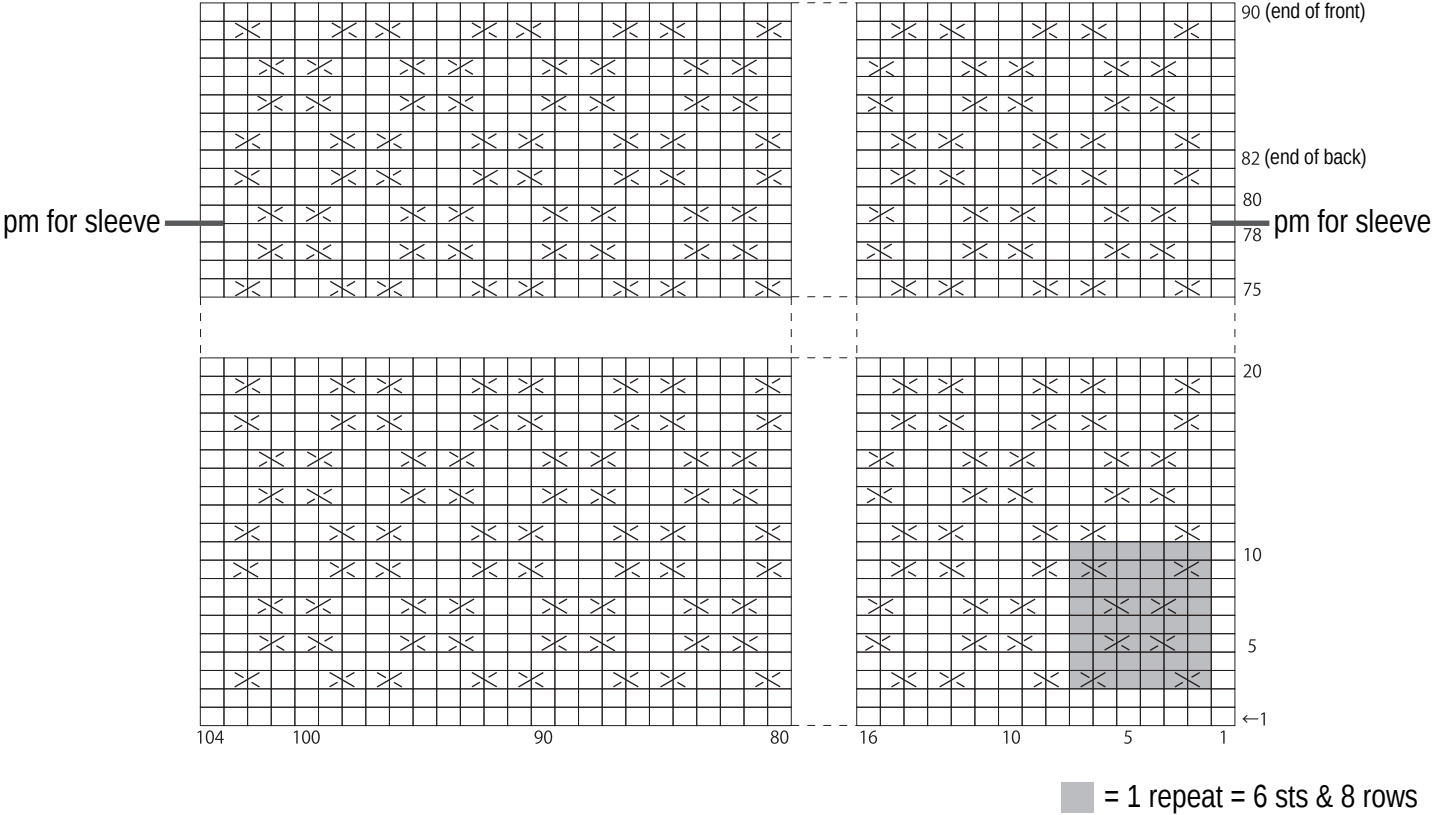 90 (end of front)
82 (end of back)
80
pm for sleeve
pm for sleeve
78
75
20
10
5
←1
104 100 90 80 16 10 5 1
= 1 repeat = 6 sts & 8 rows